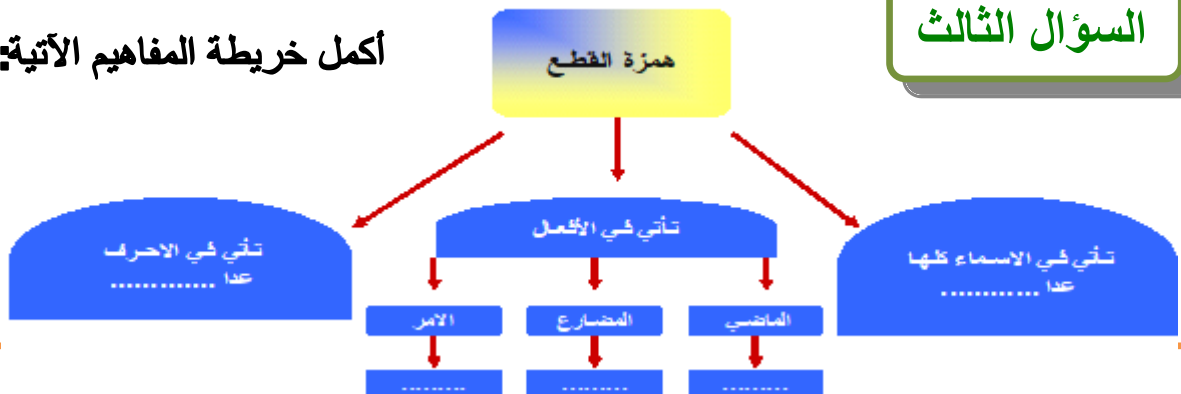 السؤال الثالث
أكمل خريطة المفاهيم الآتية:
همزة القطع
تأتي في الاسماء كلها
عدا ............
تأتي في الأفعال
تأتي في الاحرف
عدا .............
الماضي
المضارع
الامر
.........
.........
.........